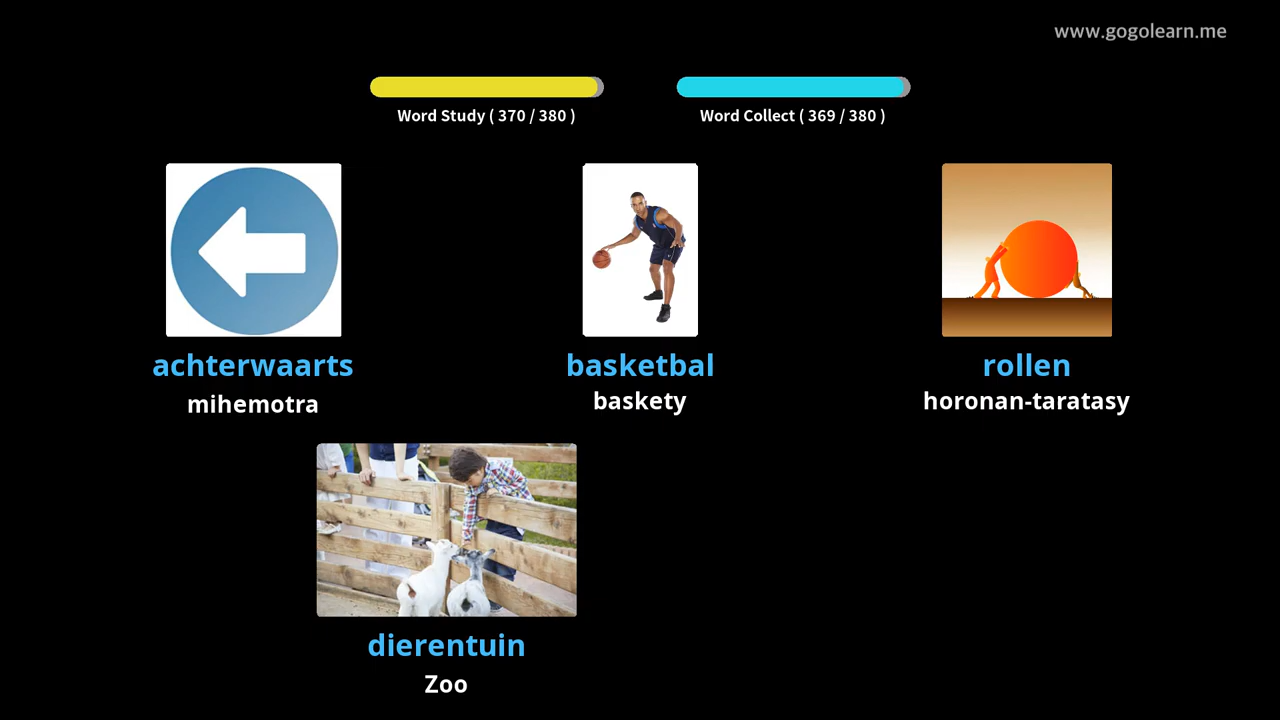 www.gogolearn.me
Word Study ( 370 / 380 )
Word Collect ( 369 / 380 )
achterwaarts
mihemotra
basketbal
baskety
rollen
horonan-taratasy
dierentuin
Zoo